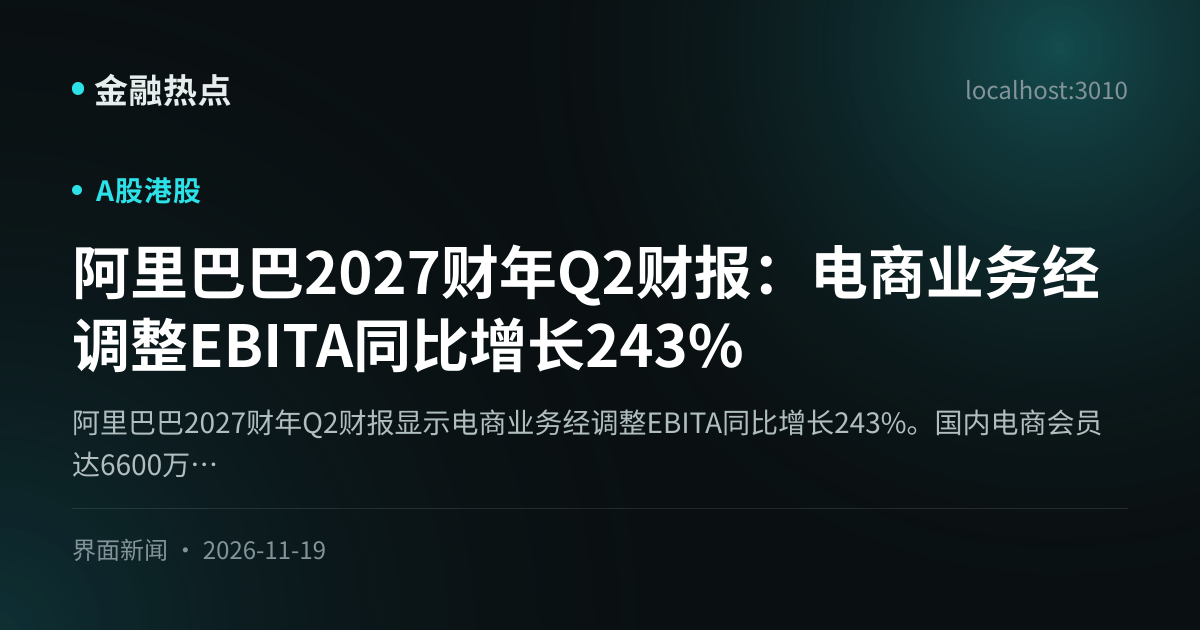 金融热点
localhost:3010
A股港股
阿里巴巴2027财年Q2财报：电商业务经
调整EBITA同比增长243%
阿里巴巴2027财年Q2财报显示电商业务经调整EBITA同比增长243%。国内电商会员
达6600万…
界面新闻 • 2026-11-19